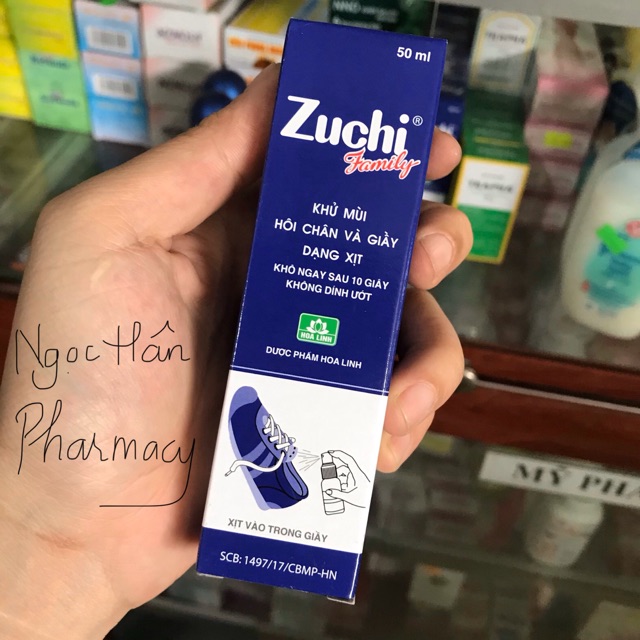 50 ml
Zuchi®
Family
KHỬ MÙI
HÔI CHÂN VÀ GIẦY
DẠNG XỊT
KHÔ NGAY SAU 10 GIÂY
KHÔNG DÍNH ƯỚT
HOA LINH
DƯỢC PHẨM HOA LINH
XỊT VÀO TRONG GIẦY
SCB: 1497/17/CBMP-HN
Ngọc Hân
Pharmacy
MỸ PHẨ